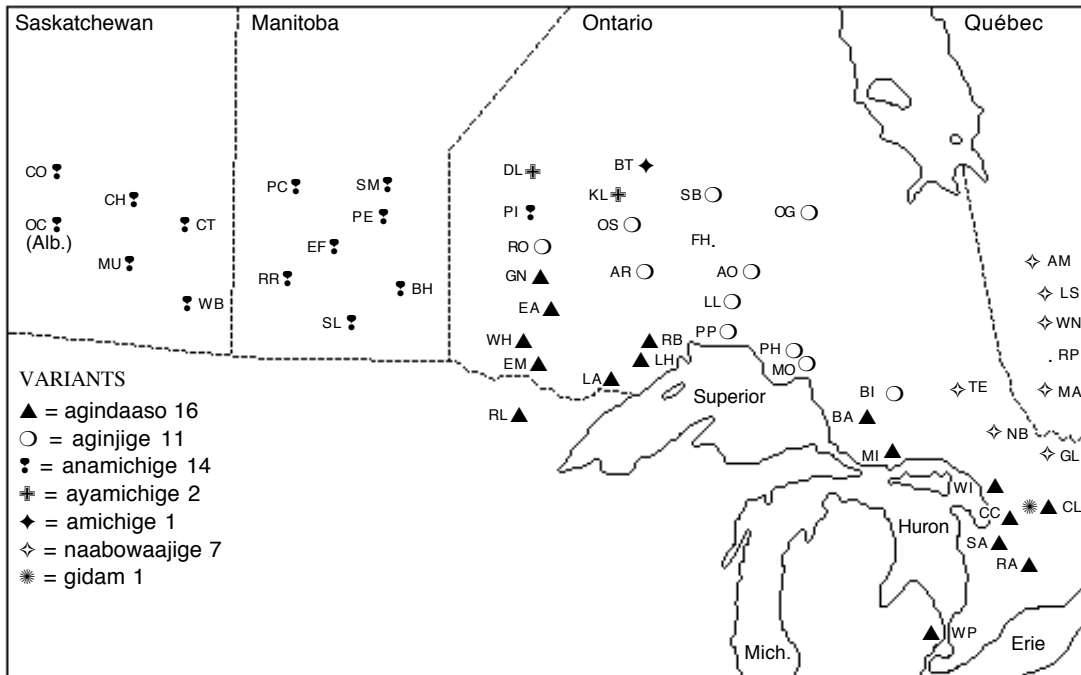 Saskatchewan Manitoba Ontario Québec
CO
CH
OC
(Alb.)
CT
MU
WB
PC
SM
PE
EF
RR
BH
SL
DL
BT
KL
SB
PI
OS
OG
RO
FH
GN
AR
AO
EA
LL
WH
RB
PP
EM
LH
PH
LA
MO
RL
Superior
BI
BA
MI
TE
NB
AM
LS
WN
RP
MA
GL
WI
CC
CL
Huron
SA
RA
WP
Mich.
Erie
VARIANTS
▲ = agindaaso 16
❍ = aginjige 11
❢ = anamichige 14
✙ = ayamichige 2
✦ = amichige 1
✧ = naabowaajige 7
✺ = gidam 1